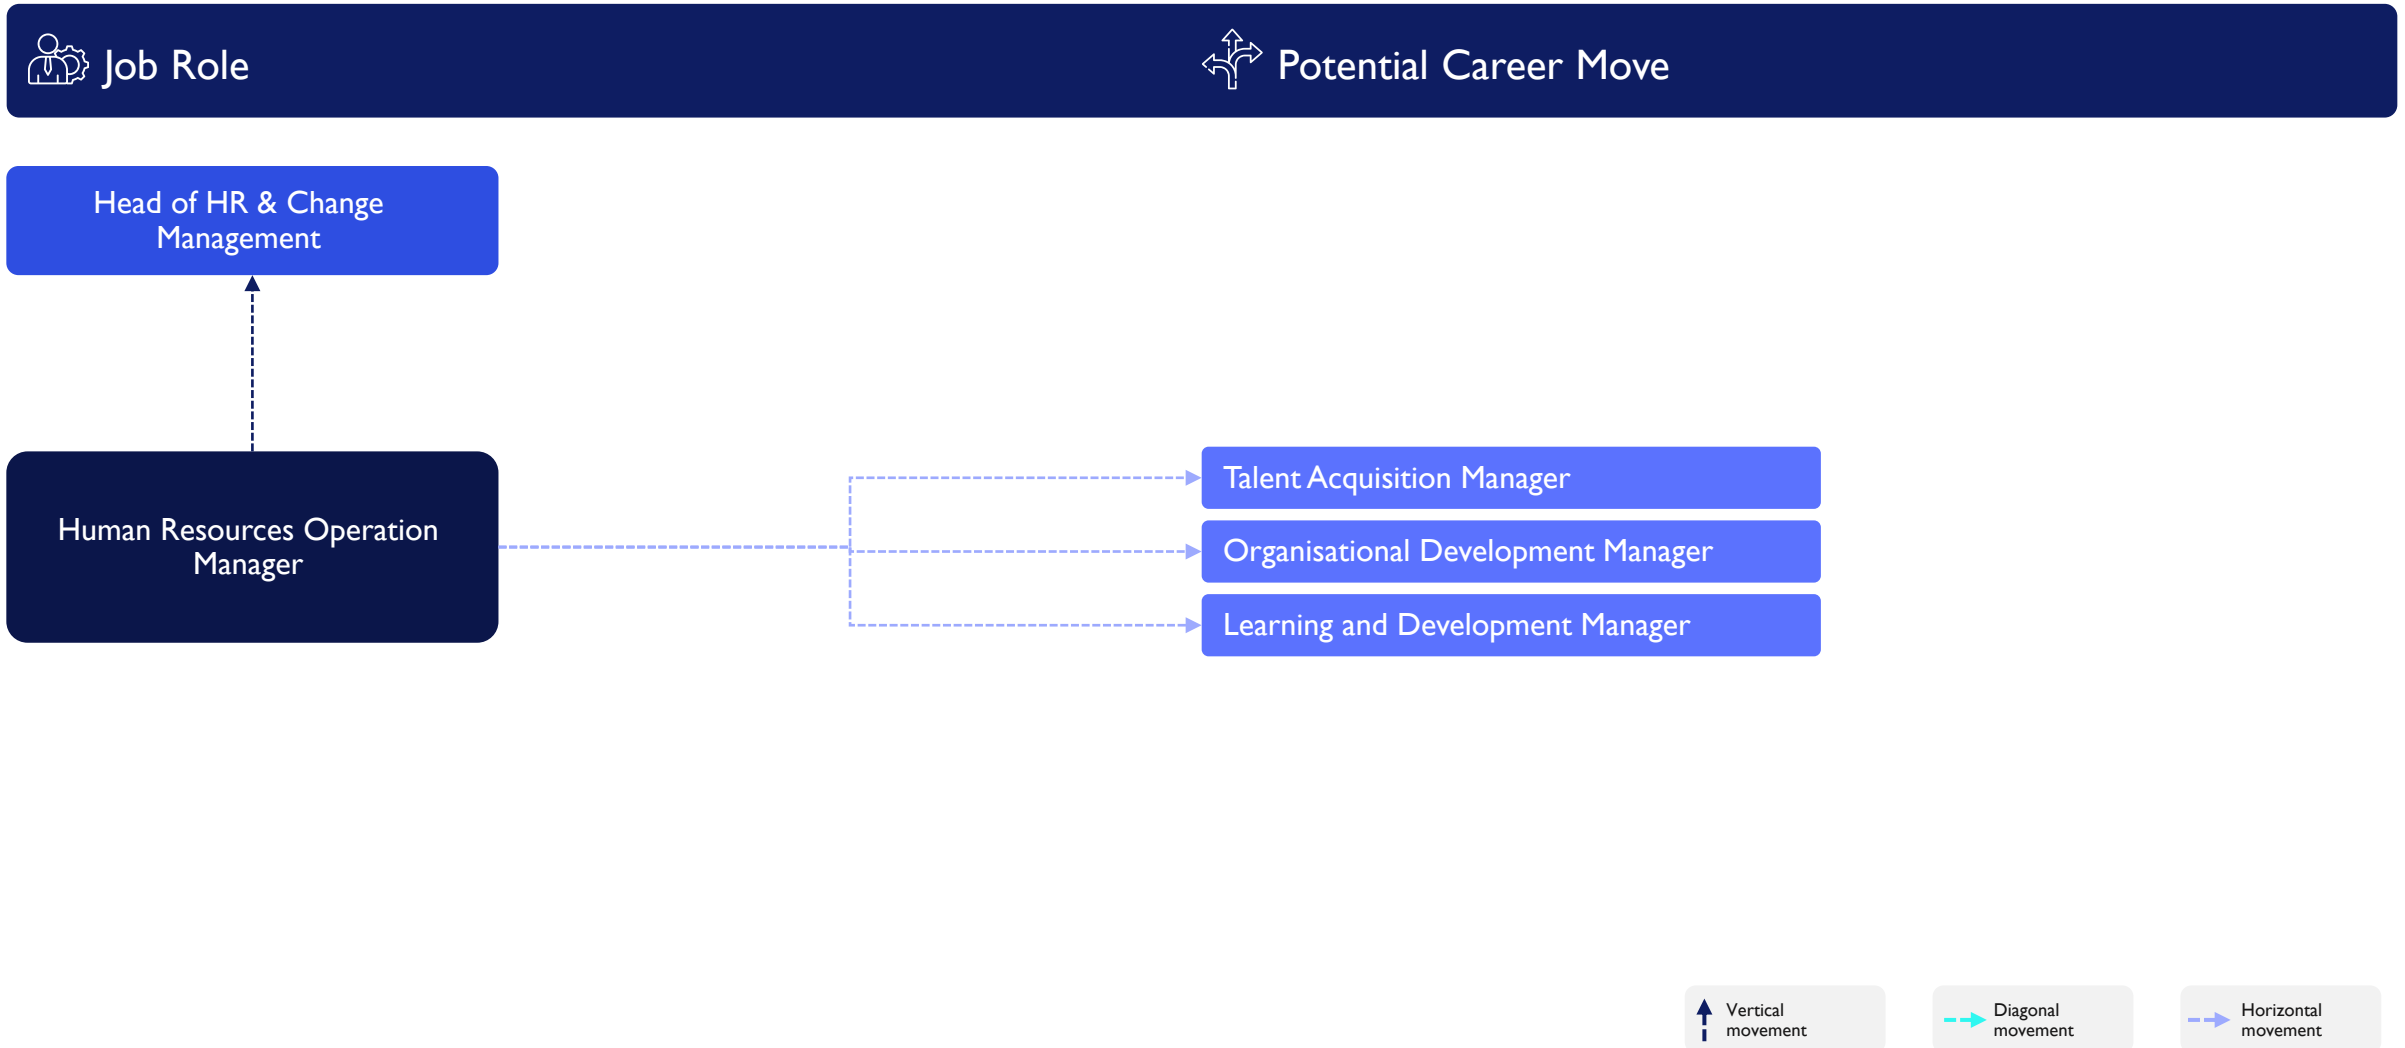 Job Role
Potential Career Move
Head of HR & Change
Management
Human Resources Operation
Manager
Talent Acquisition Manager
Organisational Development Manager
Learning and Development Manager
Vertical
movement
Diagonal
movement
Horizontal
movement